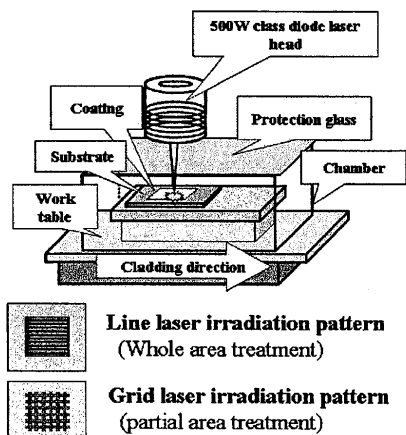 500W class diode laser
head
Coating
Protection glass
Substrate
Chamber
Work
table
Cladding direction
Line laser irradiation pattern
(Whole area treatment)
Grid laser irradiation pattern
(partial area treatment)